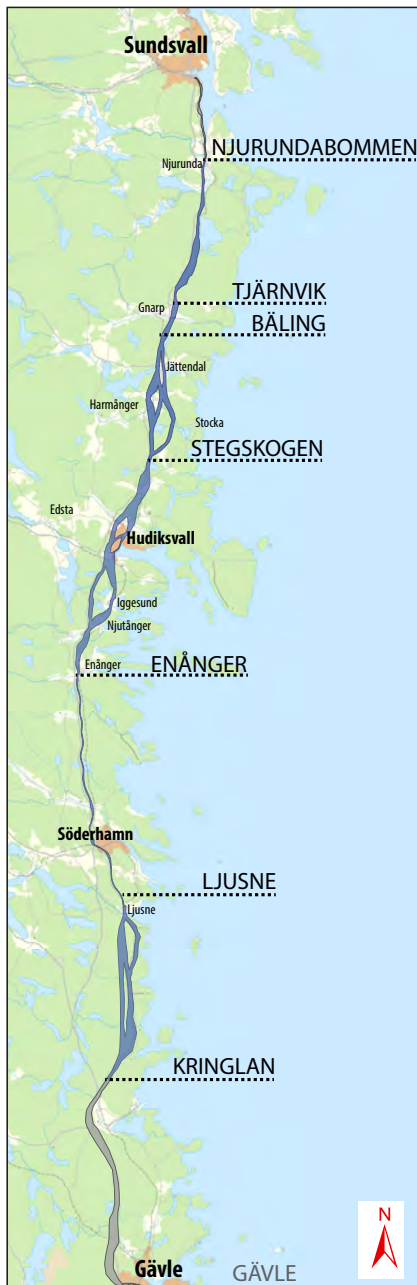 Sundsvall
NJURUNDABOMMEN
Njurunda
TJÄRNVIK
Gnarp
BÄLING
Jättendal
Harmånger
Stocka
STEGSKOGEN
Edsta
Hudiksvall
Iggesund
Njutånger
Enånger
ENÅNGER
Söderhamn
LJUSNE
Ljusne
KRINGLAN
N
Gävle
GÄVLE